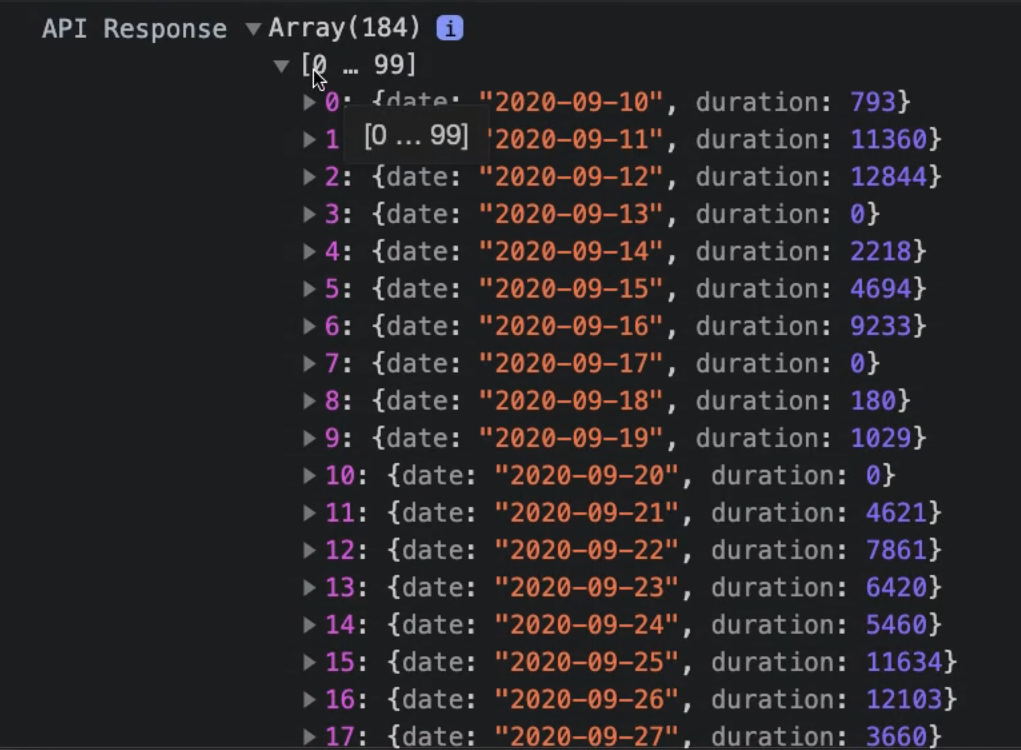 API Response ▼Array(184) i
▼[0 … 99]
▶0: {date: "2020-09-10", duration: 793}
▶1 [0 … 99] "2020-09-11", duration: 11360}
▶2: {date: "2020-09-12", duration: 12844}
▶3: {date: "2020-09-13", duration: 0}
▶4: {date: "2020-09-14", duration: 2218}
▶5: {date: "2020-09-15", duration: 4694}
▶6: {date: "2020-09-16", duration: 9233}
▶7: {date: "2020-09-17", duration: 0}
▶8: {date: "2020-09-18", duration: 180}
▶9: {date: "2020-09-19", duration: 1029}
▶10: {date: "2020-09-20", duration: 0}
▶11: {date: "2020-09-21", duration: 4621}
▶12: {date: "2020-09-22", duration: 7861}
▶13: {date: "2020-09-23", duration: 6420}
▶14: {date: "2020-09-24", duration: 5460}
▶15: {date: "2020-09-25", duration: 11634}
▶16: {date: "2020-09-26", duration: 12103}
▶17: {date: "2020-09-27", duration: 3660}